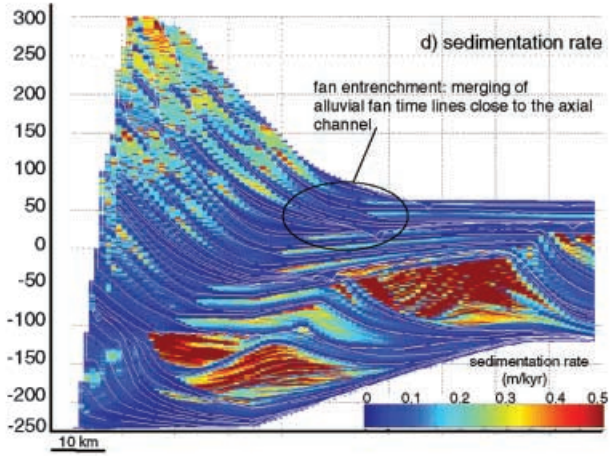 300
d) sedimentation rate
250
fan entrenchment: merging of
alluvial fan time lines close to the axial
channel
200
150
100
50
0
-50
-100
-150
sedimentation rate
(m/kyr)
-200
0 0.1 0.2 0.3 0.4 0.5
-250
10 km